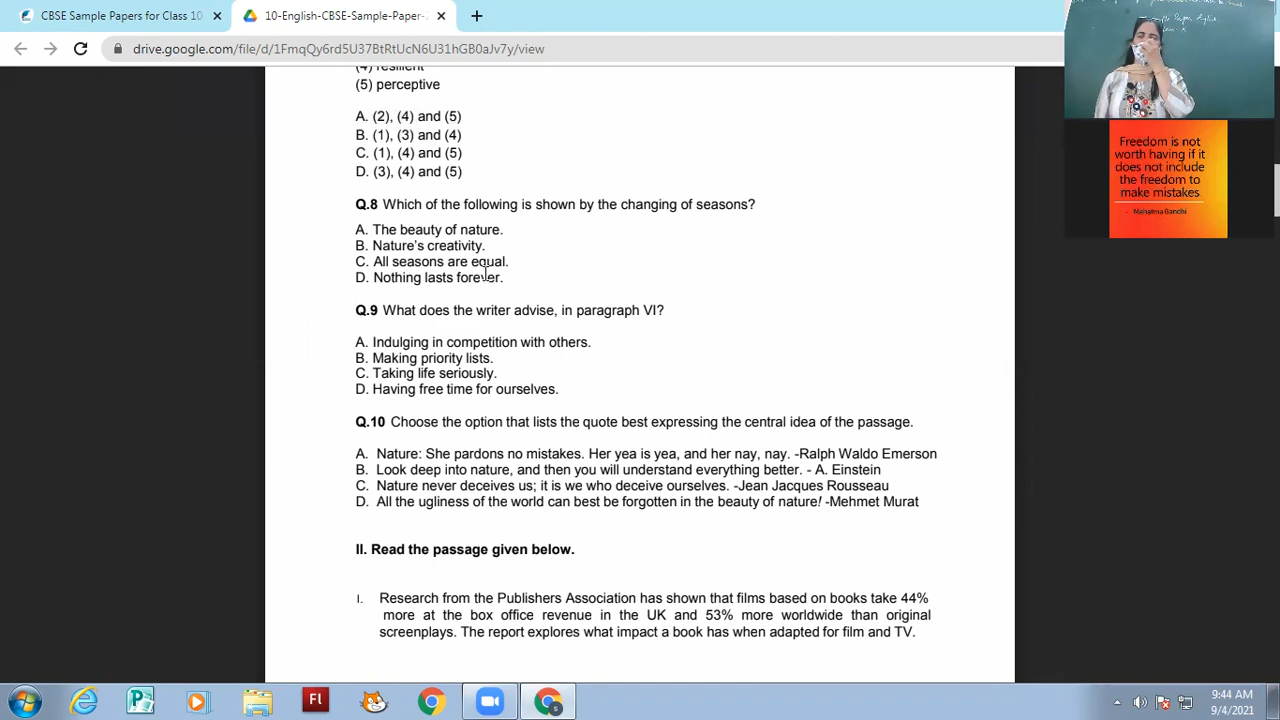 CBSE Sample Papers for Class 10
10-English-CBSE-Sample-Paper-
drive.google.com/file/d/1FmqQy6rd5U37BtRtUcN6U31hGB0aJv7y/view
(4) resilient
(5) perceptive
A. (2), (4) and (5)
B. (1), (3) and (4)
C. (1), (4) and (5)
D. (3), (4) and (5)
Q.8 Which of the following is shown by the changing of seasons?
A. The beauty of nature.
B. Nature's creativity.
C. All seasons are equal.
D. Nothing lasts forever.
Q.9 What does the writer advise, in paragraph VI?
A. Indulging in competition with others.
B. Making priority lists.
C. Taking life seriously.
D. Having free time for ourselves.
Q.10 Choose the option that lists the quote best expressing the central idea of the passage.
A. Nature: She pardons no mistakes. Her yea is yea, and her nay, nay. -Ralph Waldo Emerson
B. Look deep into nature, and then you will understand everything better. - A. Einstein
C. Nature never deceives us; it is we who deceive ourselves. -Jean Jacques Rousseau
D. All the ugliness of the world can best be forgotten in the beauty of nature! -Mehmet Murat
II. Read the passage given below.
I. Research from the Publishers Association has shown that films based on books take 44%
more at the box office revenue in the UK and 53% more worldwide than original
screenplays. The report explores what impact a book has when adapted for film and TV.
Paper
Freedom is not
worth having if it
does not include
the freedom to
make mistakes
- Mahatma Gandhi
Fl
9:44 AM
9/4/2021